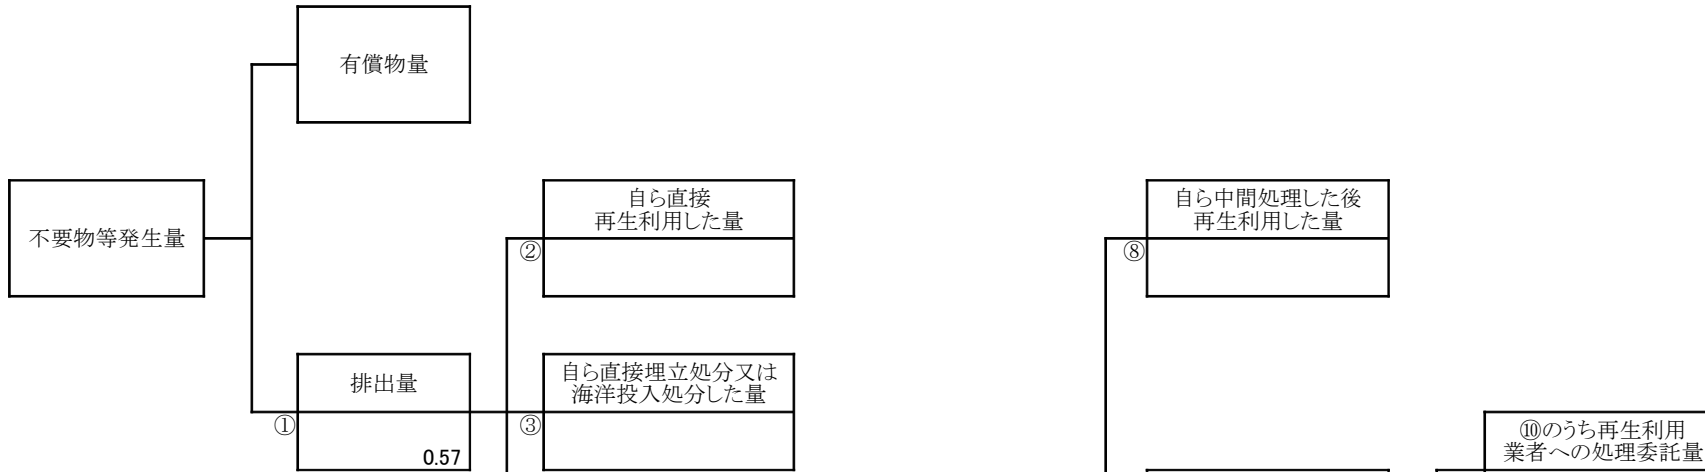 有償物量
不要物等発生量
自ら直接
再生利用した量
②
自ら中間処理した後
再生利用した量
⑧
排出量
①
0.57
自ら直接埋立処分又は
海洋投入処分した量
③
⑩のうち再生利用
業者への処理委託量